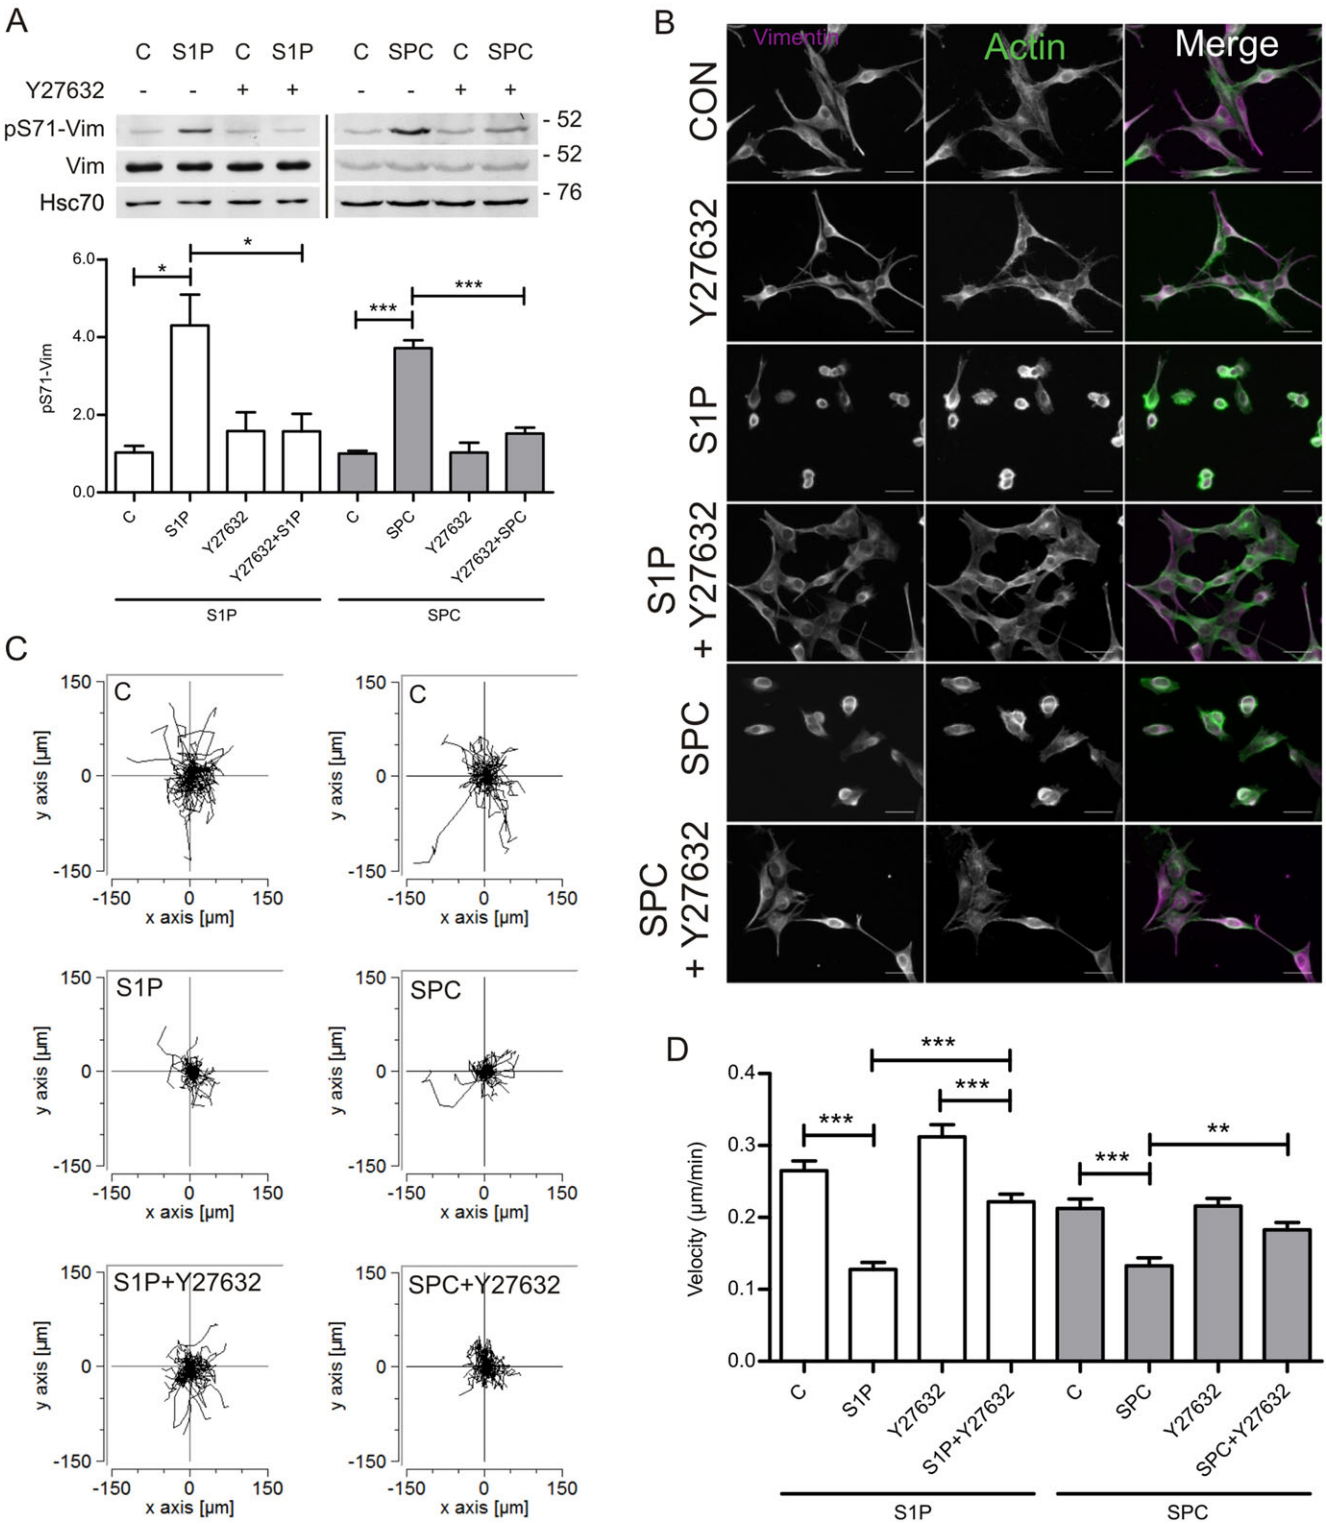 A
C S1P C S1P C SPC C SPC
Y27632 - - + + - - + +
pS71-Vim - 52
Vim - 52
Hsc70 - 76
* * *** ***
6.0
4.0
2.0
0.0
pS71-Vim
C S1P Y27632 Y27632+S1P C SPC Y27632 Y27632+SPC
S1P SPC
B
Vimentin Actin Merge
CON
Y27632
S1P
S1P
+ Y27632
SPC
SPC
+ Y27632
C
C
150
0
-150
y axis [µm]
-150 0 150
x axis [µm]
C
150
0
-150
y axis [µm]
-150 0 150
x axis [µm]
S1P
150
0
-150
y axis [µm]
-150 0 150
x axis [µm]
SPC
150
0
-150
y axis [µm]
-150 0 150
x axis [µm]
S1P+Y27632
150
0
-150
y axis [µm]
-150 0 150
x axis [µm]
SPC+Y27632
150
0
-150
y axis [µm]
-150 0 150
x axis [µm]
D
***
***
*** ** ***
0.4
0.3
0.2
0.1
0.0
Velocity (µm/min)
C S1P Y27632 S1P+Y27632 C SPC Y27632 SPC+Y27632
S1P SPC